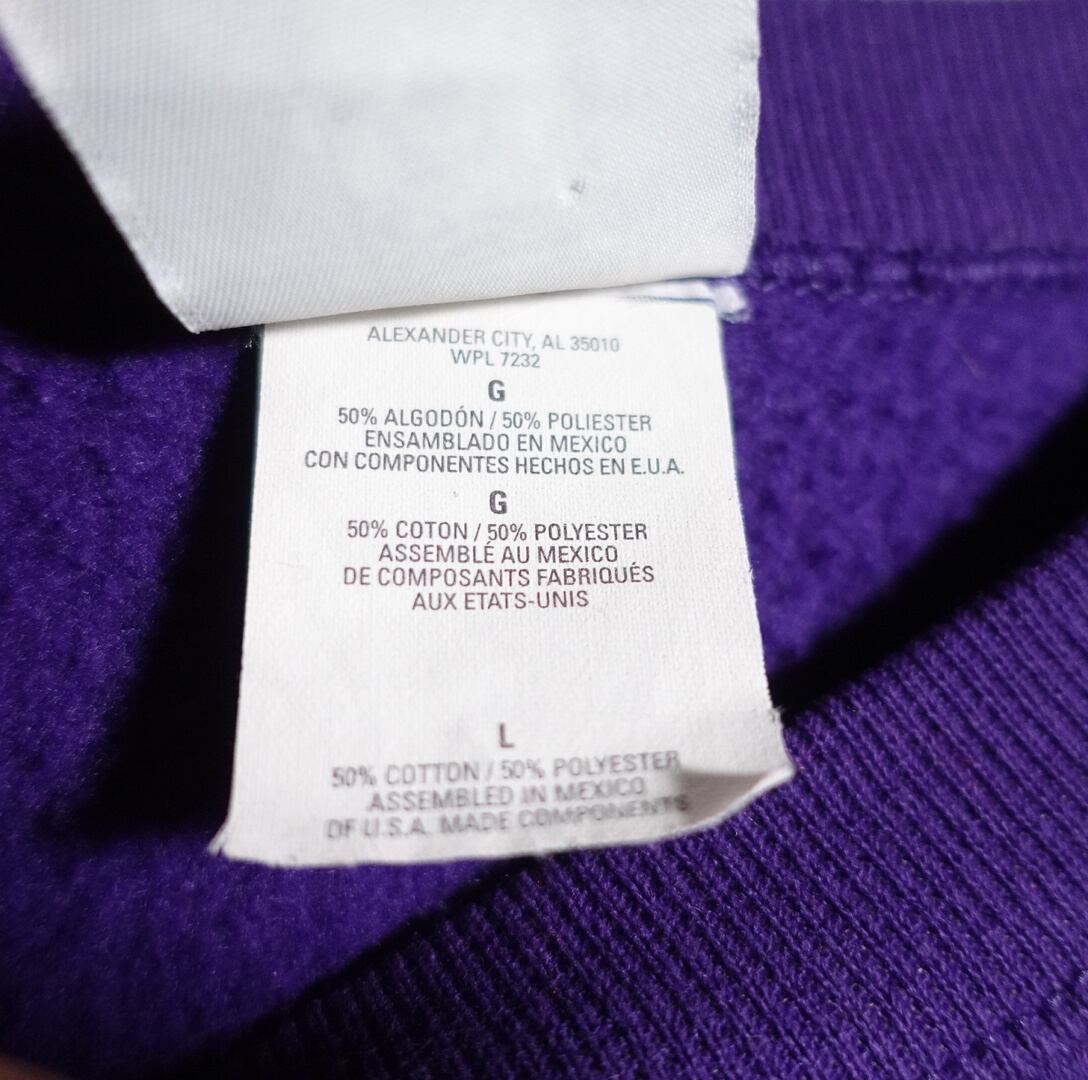 ALEXANDER CITY, AL 35010
WPL 7232
G
50% ALGODÓN / 50% POLIESTER
ENSAMBLADO EN MEXICO
CON COMPONENTES HECHOS EN E.U.A.
G
50% COTON / 50% POLYESTER
ASSEMBLÉ AU MEXICO
DE COMPOSANTS FABRIQUÉS
AUX ETATS-UNIS
L
50% COTTON / 50% POLYESTER
ASSEMBLED IN MEXICO
OF U.S.A. MADE COMPONENTS